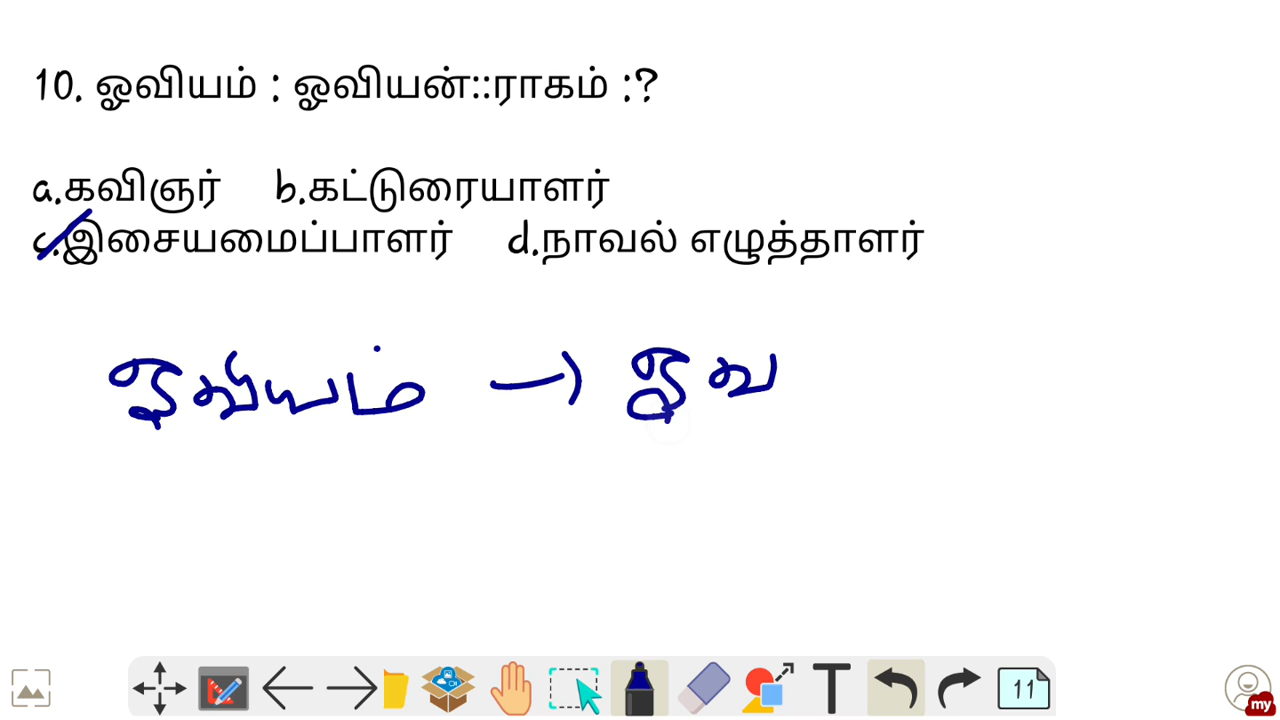 10. ஓவியம் : ஓவியன்::ராகம் :?
a.கவிஞர் b.கட்டுரையாளர்
c.இசையமைப்பாளர் d.நாவல் எழுத்தாளர்
ஓவியம் → ஓவ
T 11
my